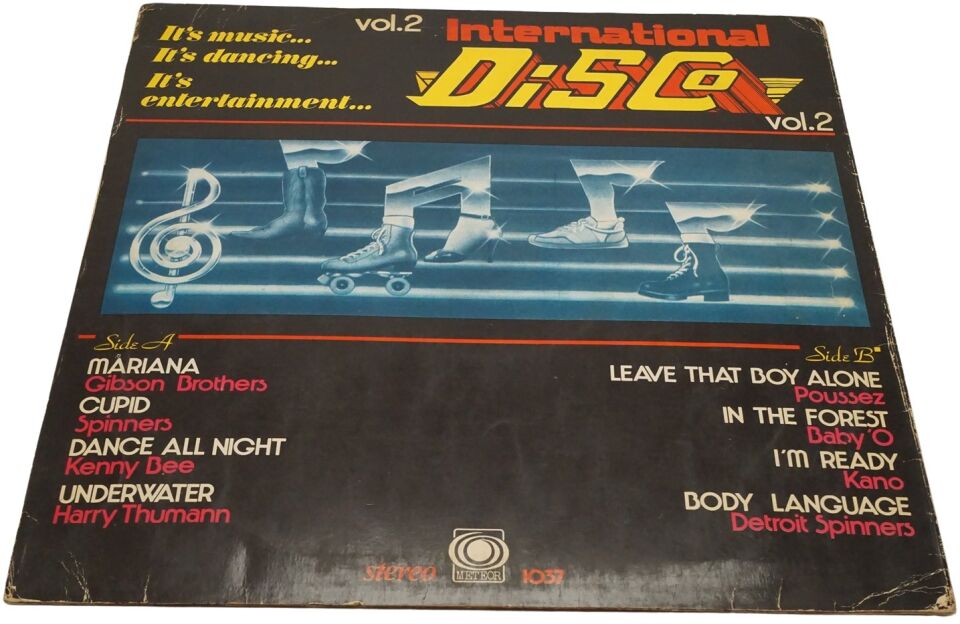 It's music...
It's dancing...
It's
entertainment...
vol.2
International
DiSCo
vol.2
Side A
MÅRIANA
Gibson Brothers
CUPID
Spinners
DANCE ALL NIGHT
Kenny Bee
UNDERWATER
Harry Thumann
Side B
LEAVE THAT BOY ALONE
Poussez
IN THE FOREST
Baby'O
I'M READY
Kano
BODY LANGUAGE
Detroit Spinners
stereo
METEOR
1037